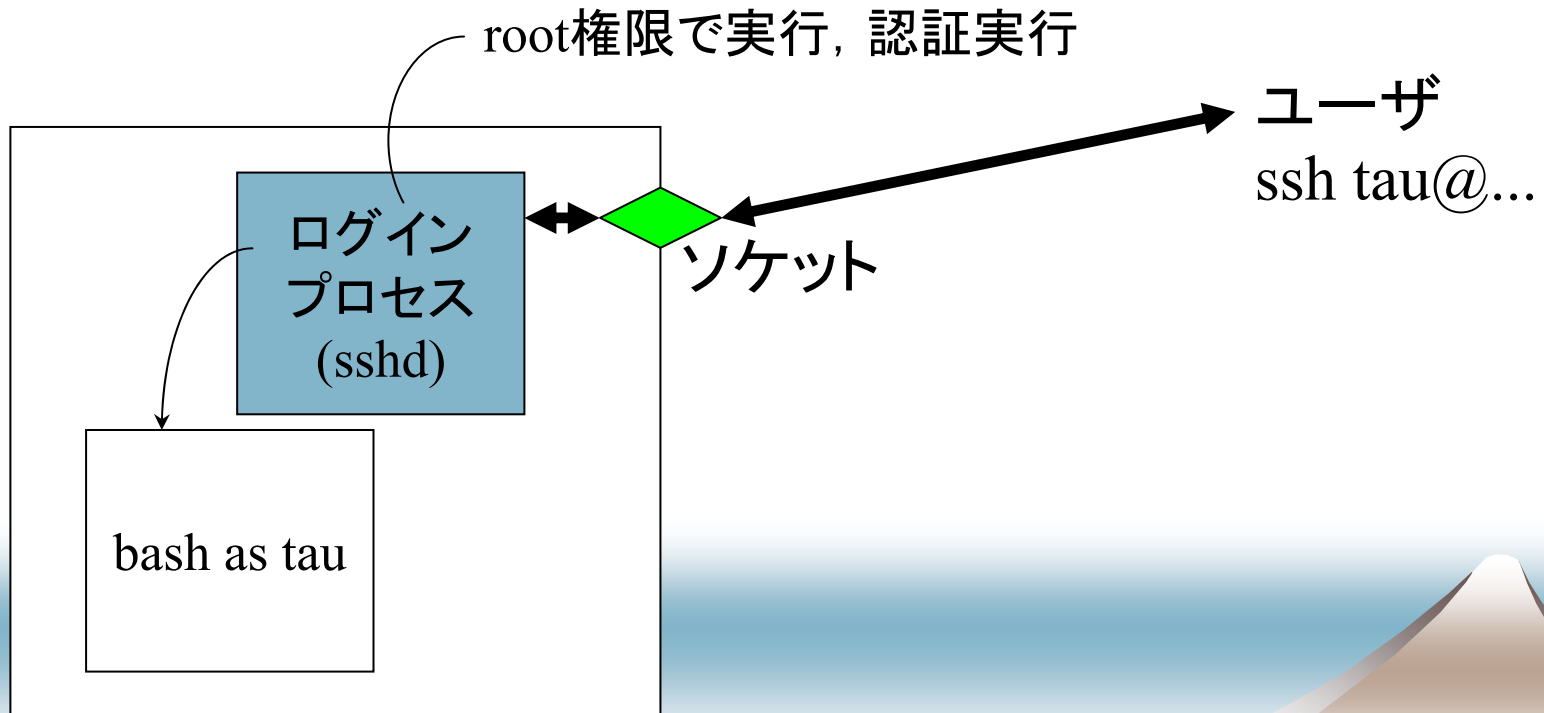 root権限で実行，認証実行
ユーザ
ssh tau@...
ログイン
プロセス
(sshd)
ソケット
bash as tau